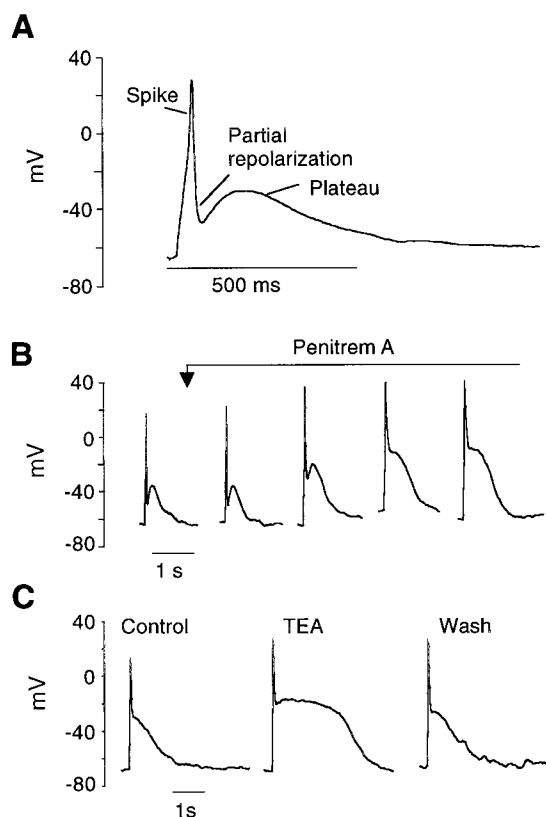 A
40
0
-40
-80
mV
Spike
Partial
repolarization
Plateau
500 ms
B
Penitrem A
40
0
-40
-80
mV
1 s
C
40
0
-40
-80
mV
Control
TEA
Wash
1s